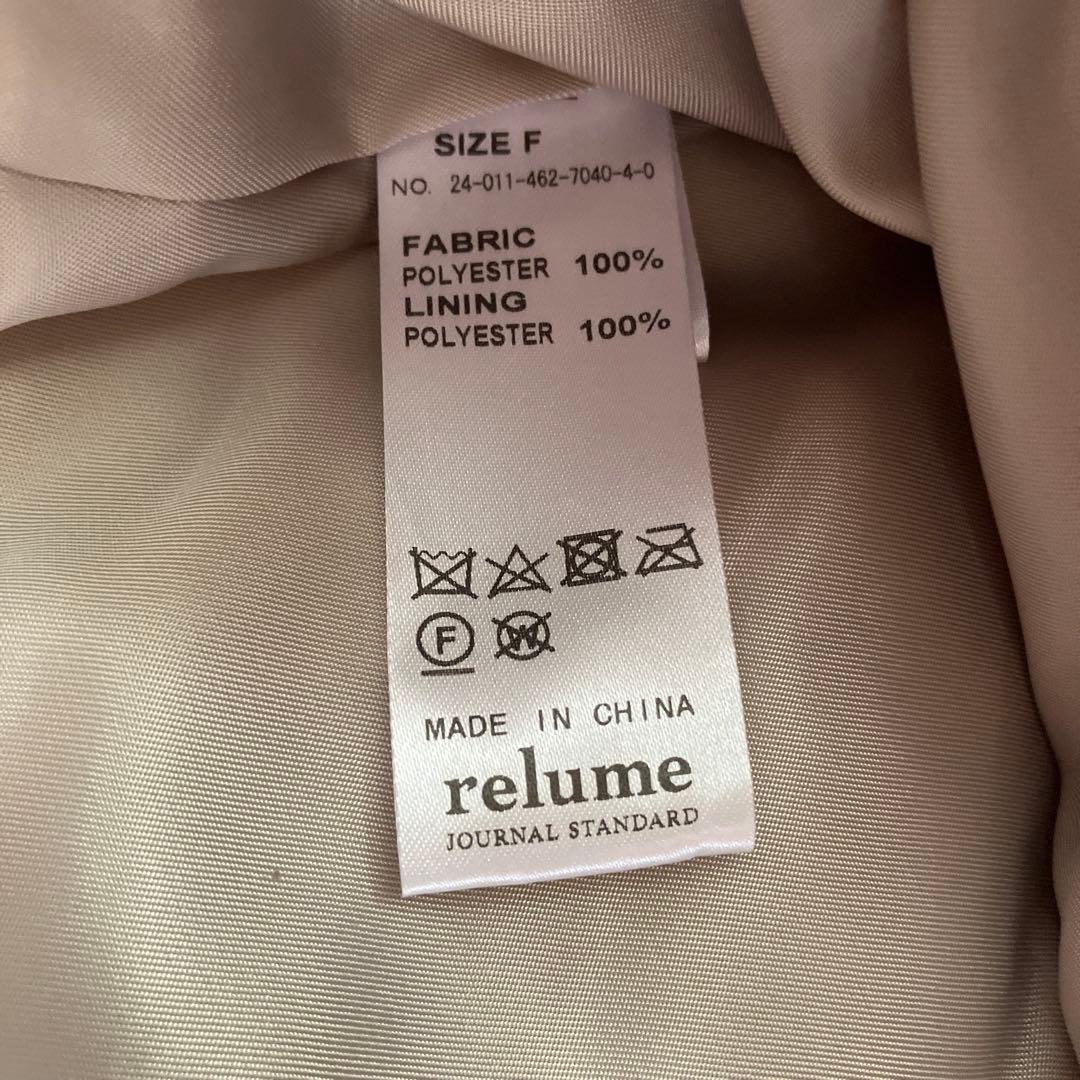 SIZE F
NO. 24-011-462-7040-4-0
FABRIC
POLYESTER 100%
LINING
POLYESTER 100%
F W
MADE IN CHINA
relume
JOURNAL STANDARD